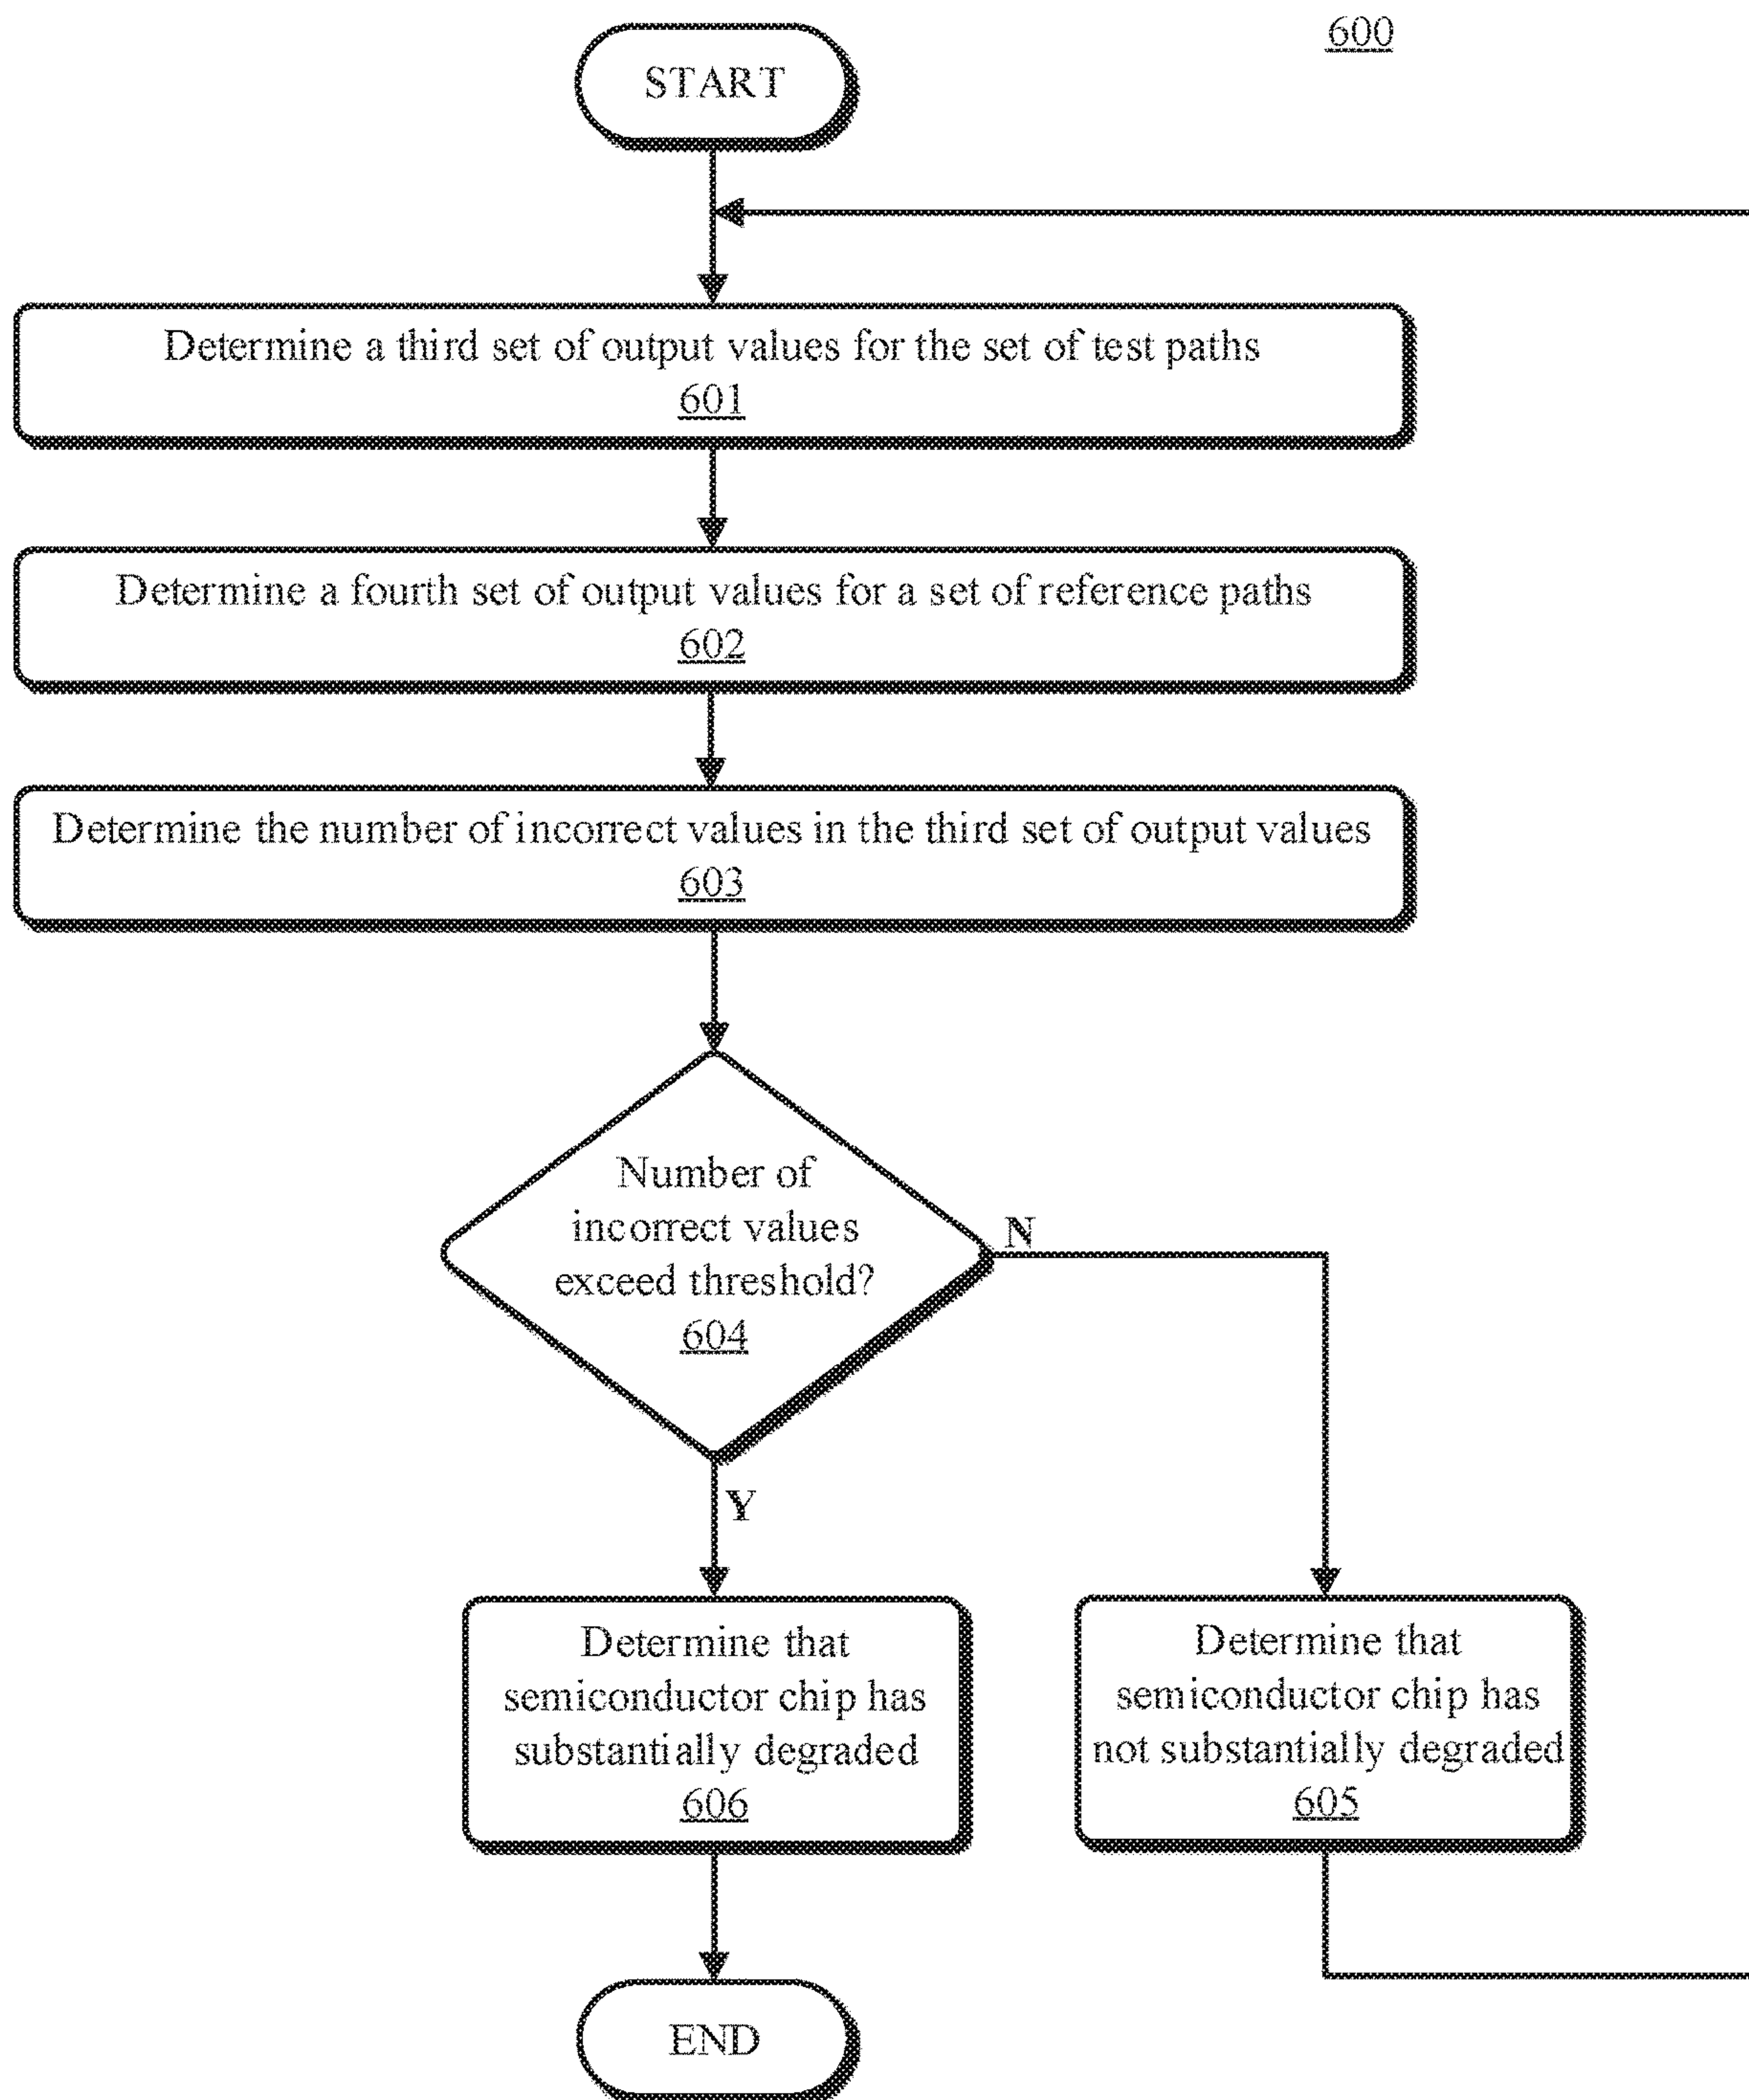 600
START
Determine a third set of output values for the set of test paths
601
Determine a fourth set of output values for a set of reference paths
602
Determine the number of incorrect values in the third set of output values
603
Number of
incorrect values
exceed threshold?
604
N
Y
Determine that
semiconductor chip has
substantially degraded
606
Determine that
semiconductor chip has
not substantially degraded
605
END